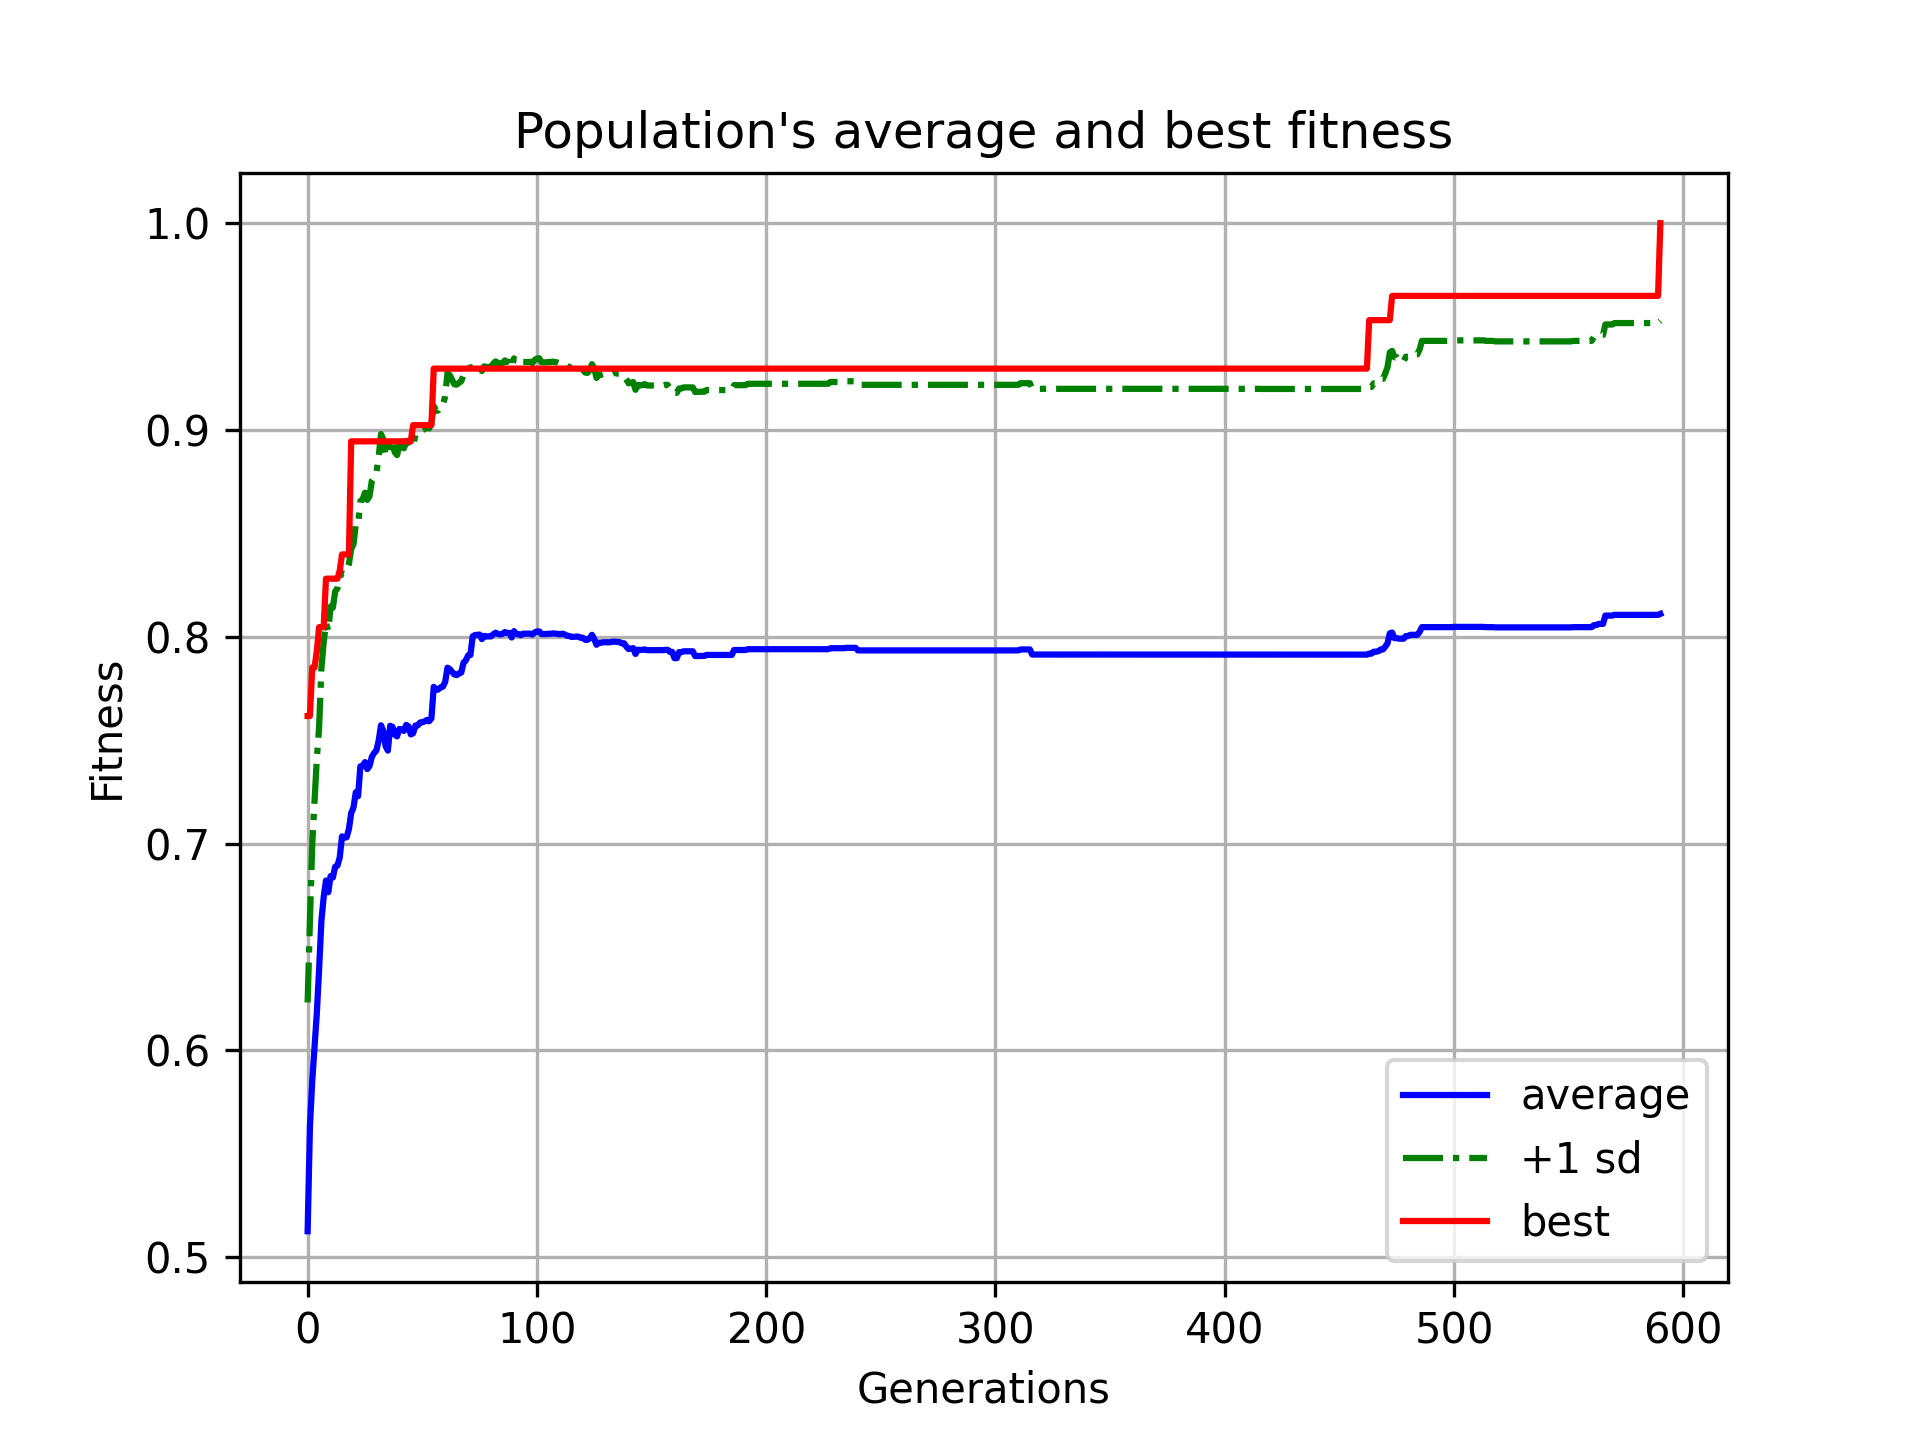 Population's average and best fitness
1.0
0.9
0.8
0.7
0.6
0.5
Fitness
average
+1 sd
best
0 100 200 300 400 500 600
Generations